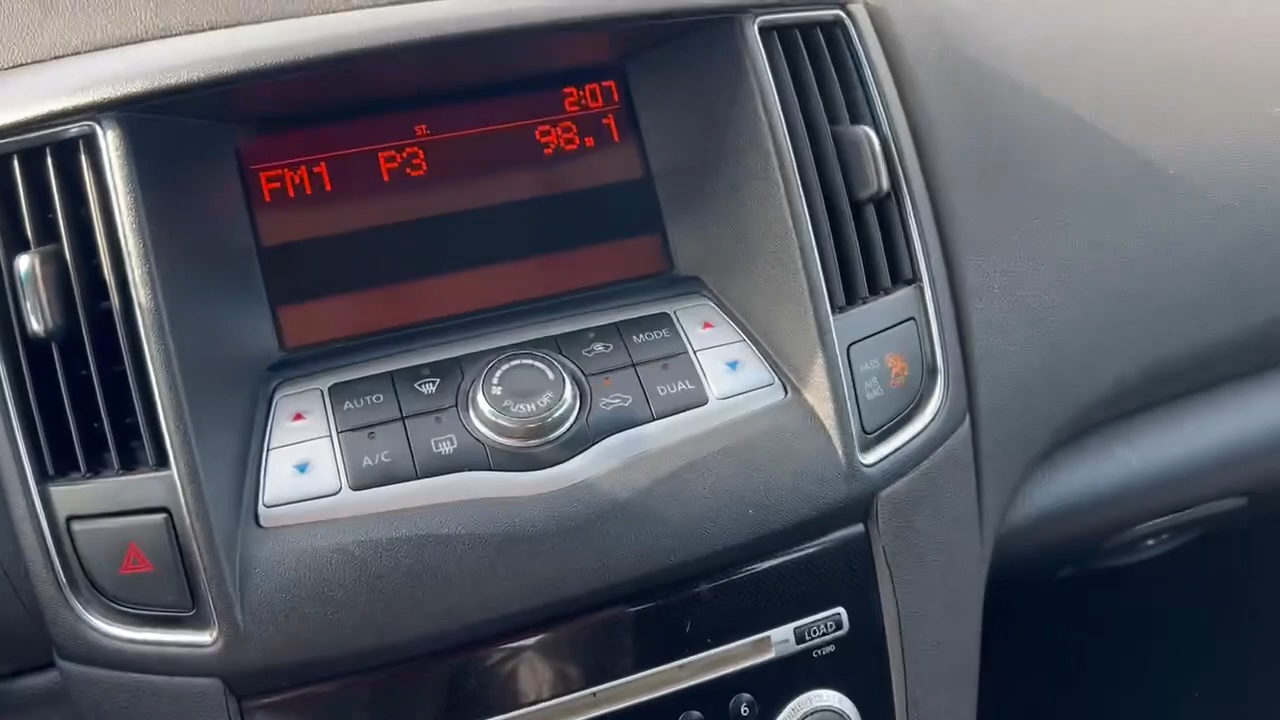 2:07
ST.
FM1 P3 98.1
AUTO
MODE
PUSH OFF
A/C
DUAL
PASS
AIR
BAG
LOAD
CY28D
6